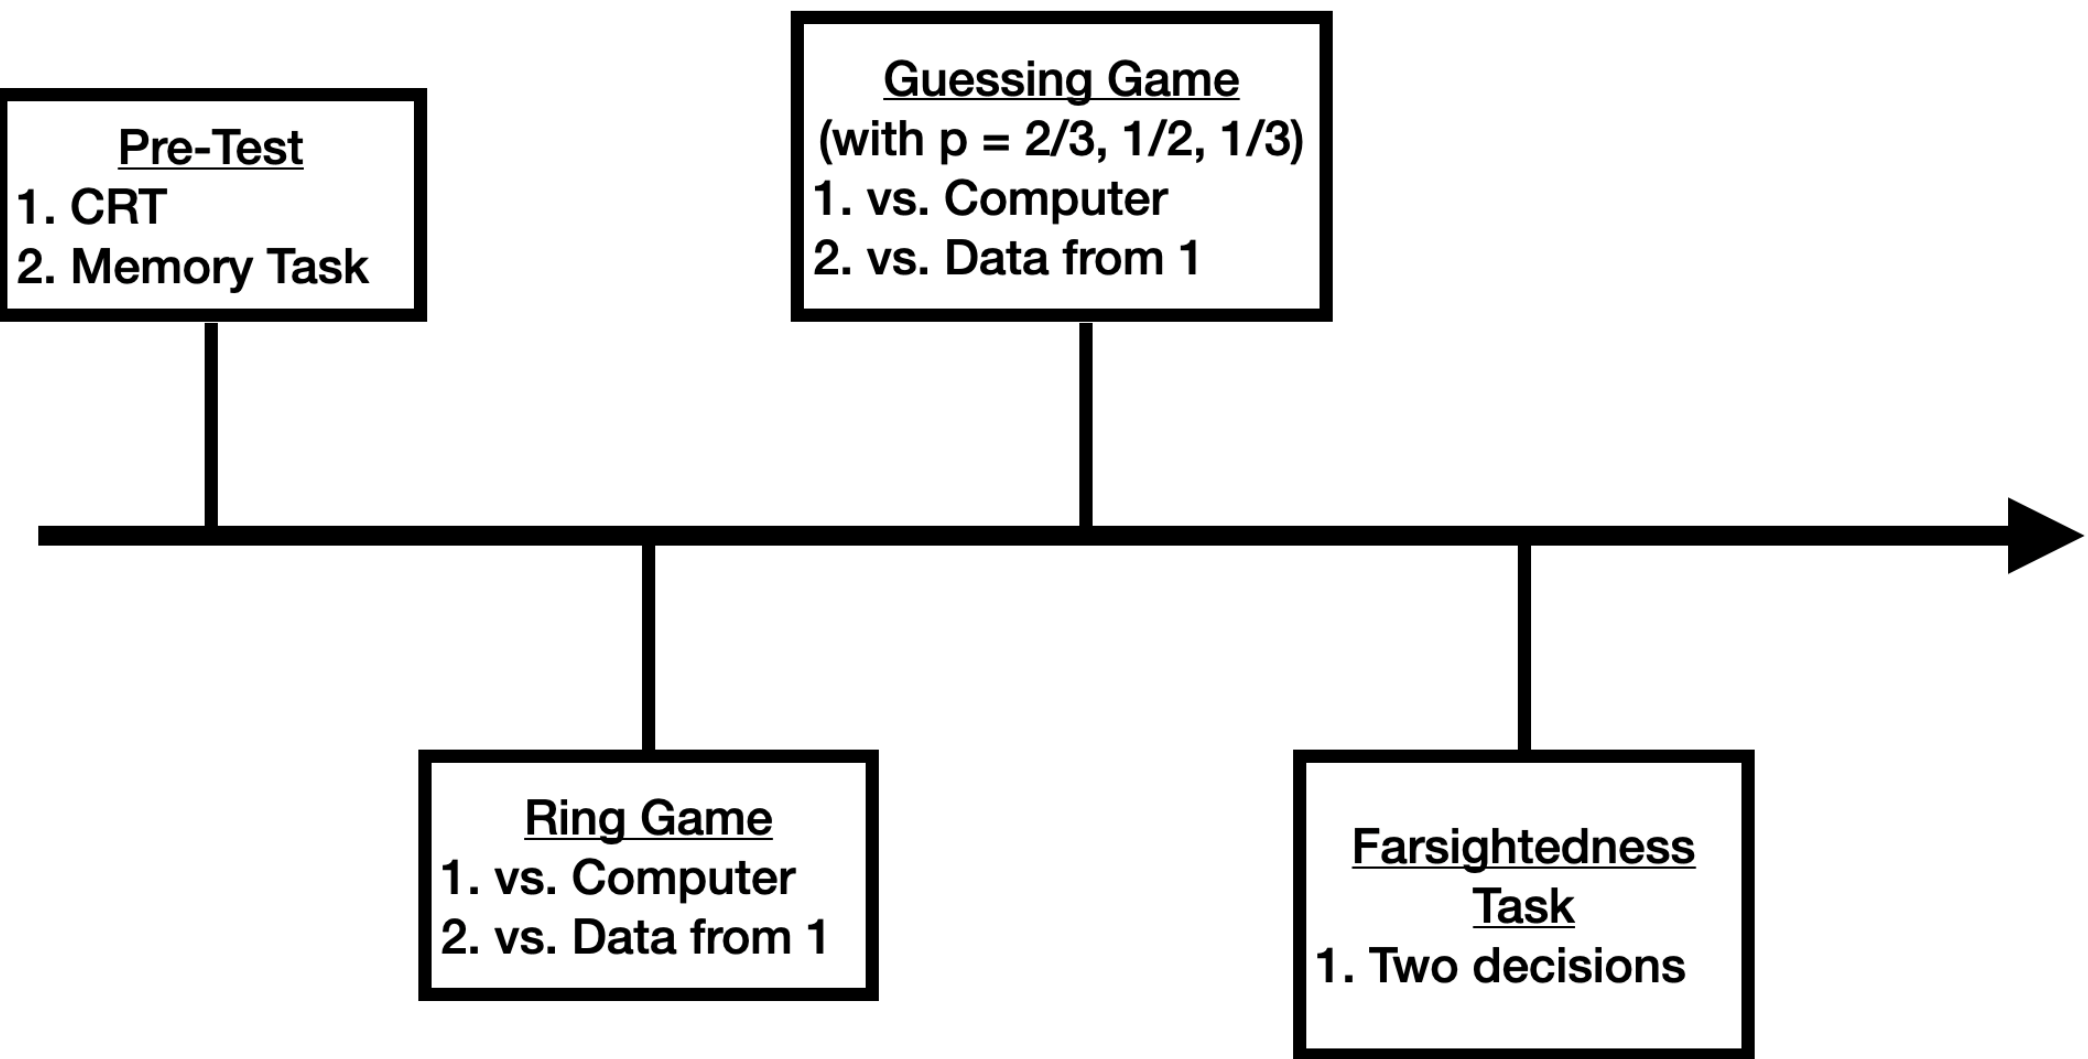 Pre-Test
1. CRT
2. Memory Task
Ring Game
1. vs. Computer
2. vs. Data from 1
Guessing Game
(with p = 2/3, 1/2, 1/3)
1. vs. Computer
2. vs. Data from 1
Farsightedness
Task
1. Two decisions